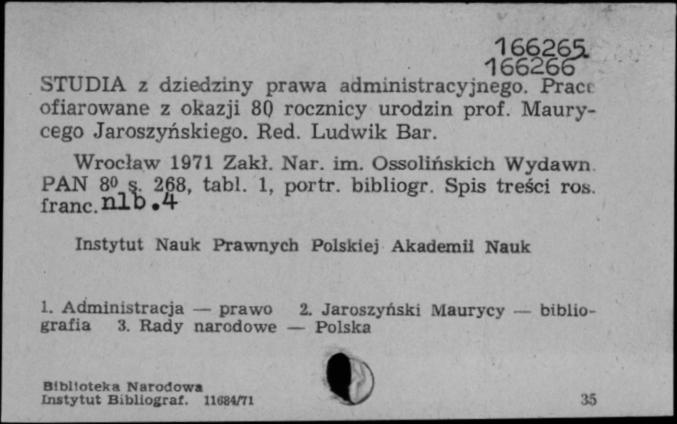 166265
166266
STUDIA z dziedziny prawa administracyjnego. Prace
ofiarowane z okazji 80 rocznicy urodzin prof. Maury-
cego Jaroszyńskiego. Red. Ludwik Bar.
Wrocław 1971 Zakł. Nar. im. Ossolińskich Wydawn.
PAN 8⁰ s. 268, tabl. 1, portr. bibliogr. Spis treści ros.
franc. nlb.4
Instytut Nauk Prawnych Polskiej Akademii Nauk
1. Administracja — prawo 2. Jaroszyński Maurycy — biblio-
grafia 3. Rady narodowe — Polska
Biblioteka Narodowa
Instytut Bibliograf. 11684/71 35